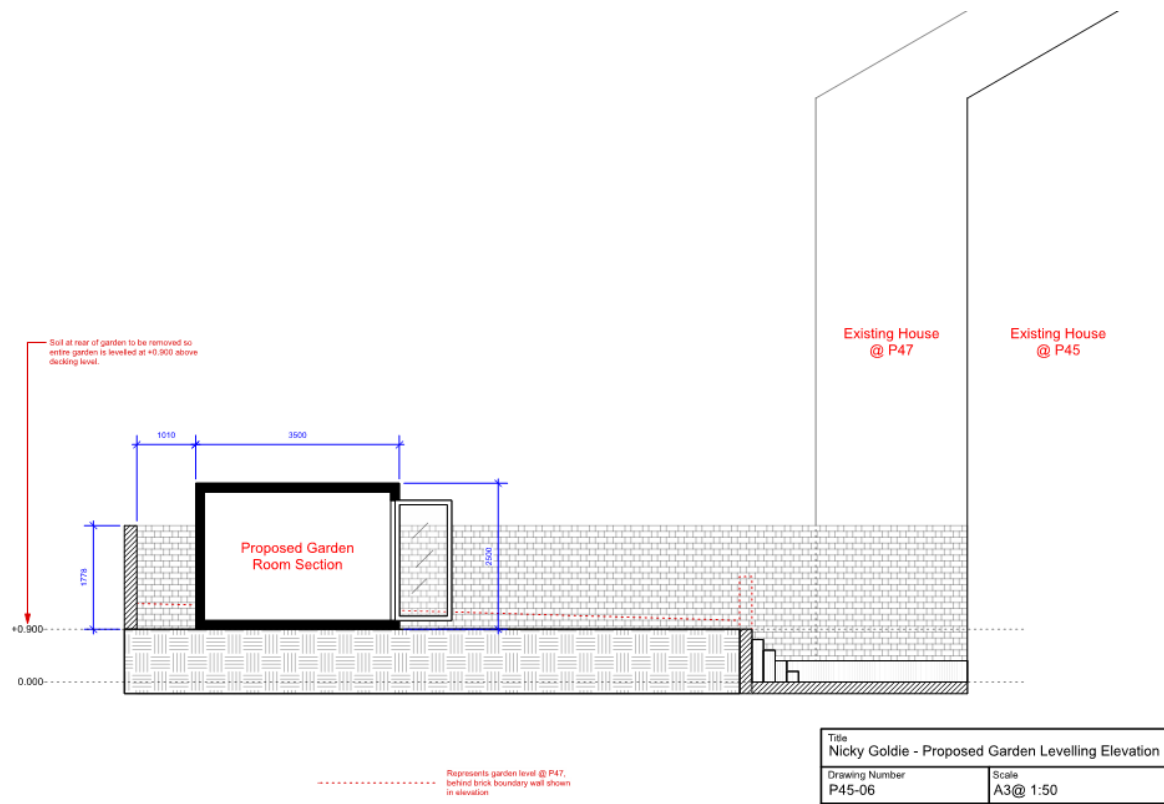 Existing House
@ P47
Existing House
@ P45
Soil at rear of garden to be removed so
entire garden is levelled at +0.900 above
decking level.
1010
3500
Proposed Garden
Room Section
2500
1778
+0.900
0.000
Title
Nicky Goldie - Proposed Garden Levelling Elevation
Drawing Number
P45-06
Scale
A3@ 1:50
Represents garden level @ P47,
behind brick boundary wall shown
in elevation